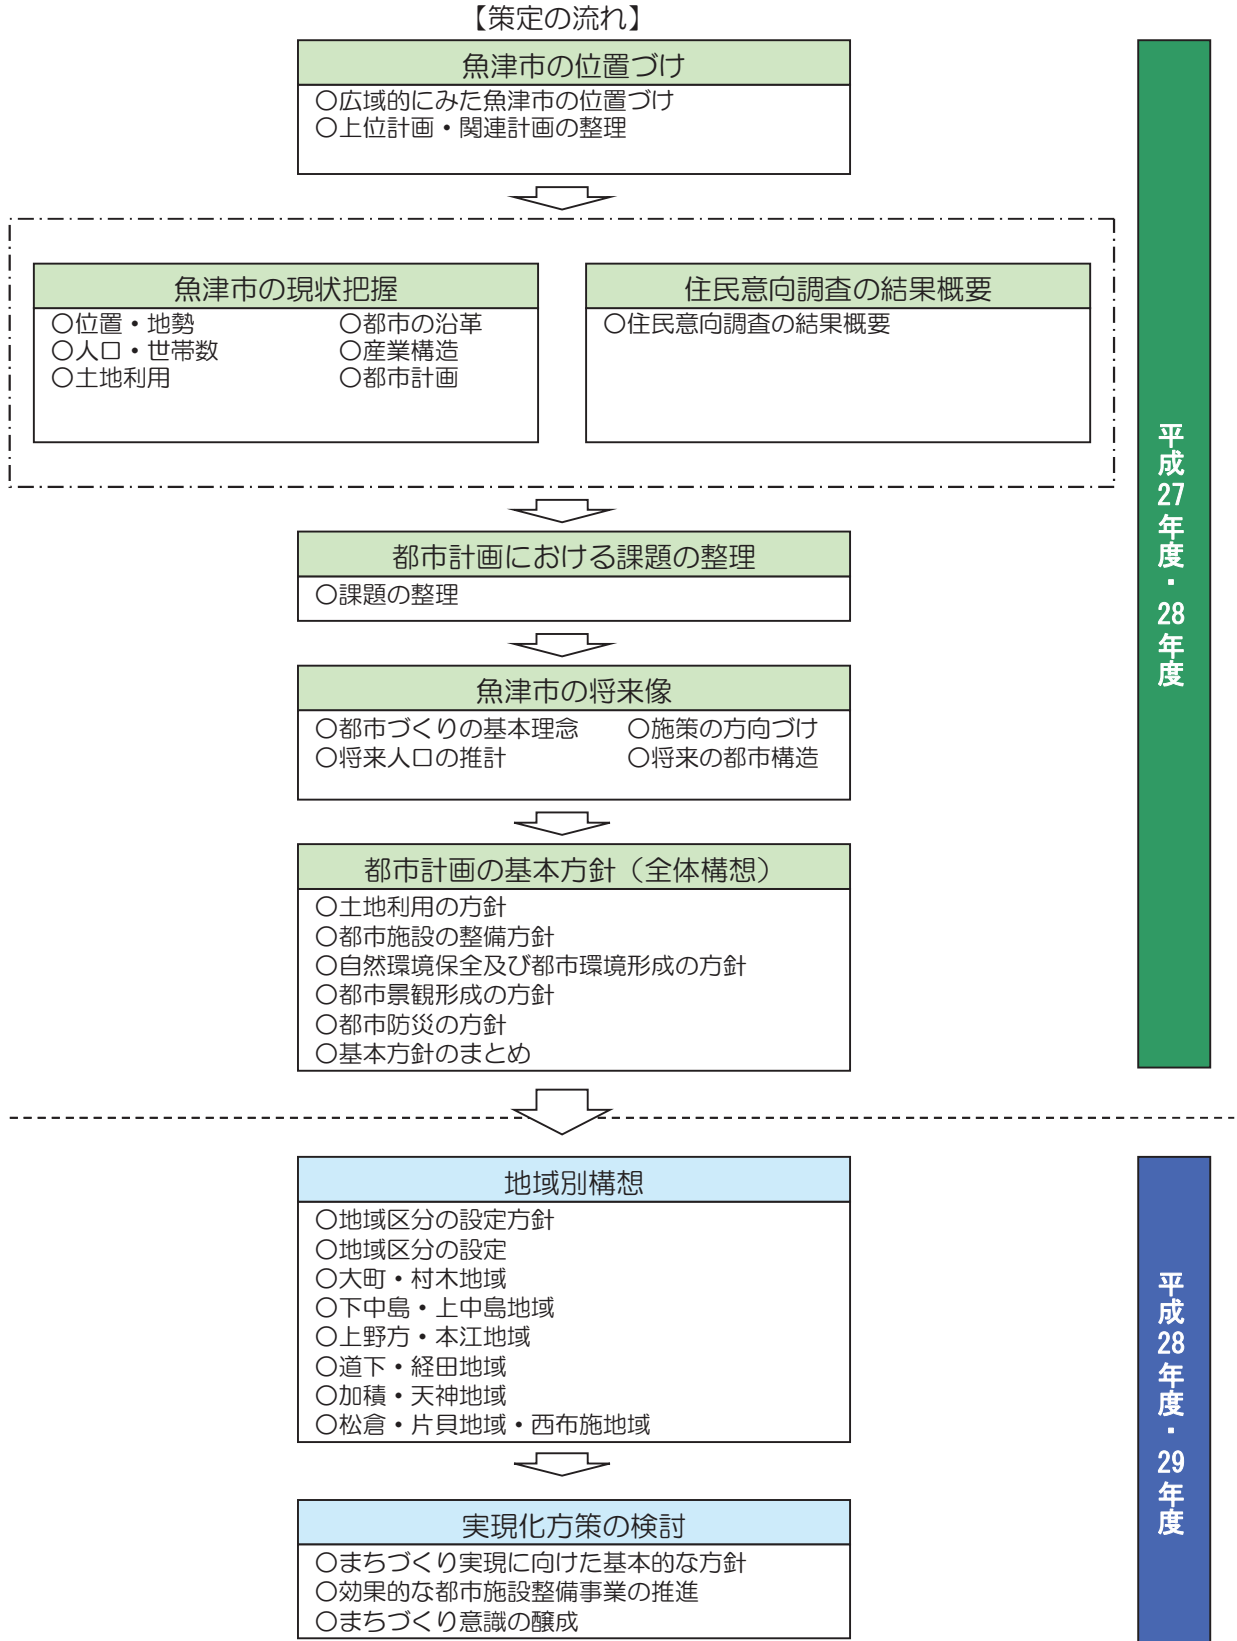 【策定の流れ】
魚津市の位置づけ
○広域的にみた魚津市の位置づけ
○上位計画・関連計画の整理
魚津市の現状把握
○位置・地勢
○都市の沿革
○人口・世帯数
○産業構造
○土地利用
○都市計画
住民意向調査の結果概要
○住民意向調査の結果概要
都市計画における課題の整理
○課題の整理
魚津市の将来像
○都市づくりの基本理念
○施策の方向づけ
○将来人口の推計
○将来の都市構造
都市計画の基本方針（全体構想）
○土地利用の方針
○都市施設の整備方針
○自然環境保全及び都市環境形成の方針
○都市景観形成の方針
○都市防災の方針
○基本方針のまとめ
平成27年度・28年度
地域別構想
○地域区分の設定方針
○地域区分の設定
○大町・村木地域
○下中島・上中島地域
○上野方・本江地域
○道下・経田地域
○加積・天神地域
○松倉・片貝地域・西布施地域
実現化方策の検討
○まちづくり実現に向けた基本的な方針
○効果的な都市施設整備事業の推進
○まちづくり意識の醸成
平成28年度・29年度